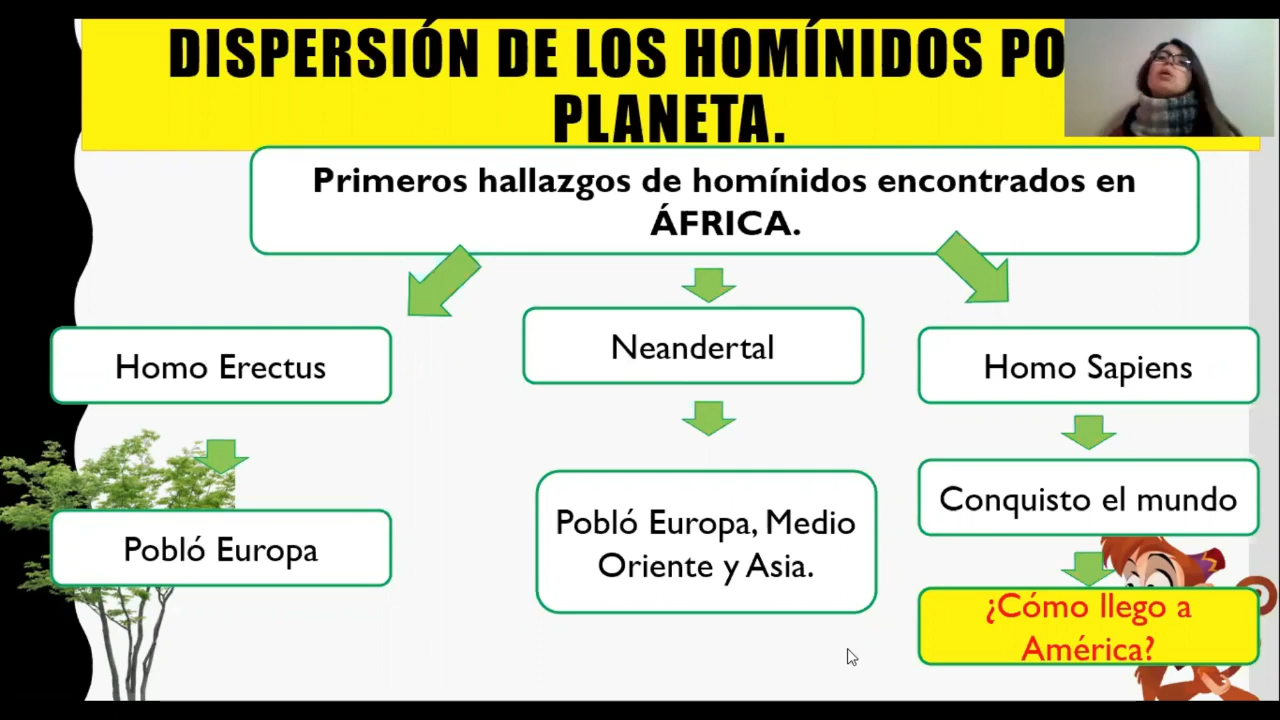 DISPERSIÓN DE LOS HOMÍNIDOS PO
PLANETA.
Primeros hallazgos de homínidos encontrados en
ÁFRICA.
Homo Erectus
Neandertal
Homo Sapiens
Pobló Europa
Pobló Europa, Medio
Oriente y Asia.
Conquisto el mundo
¿Cómo llego a
América?